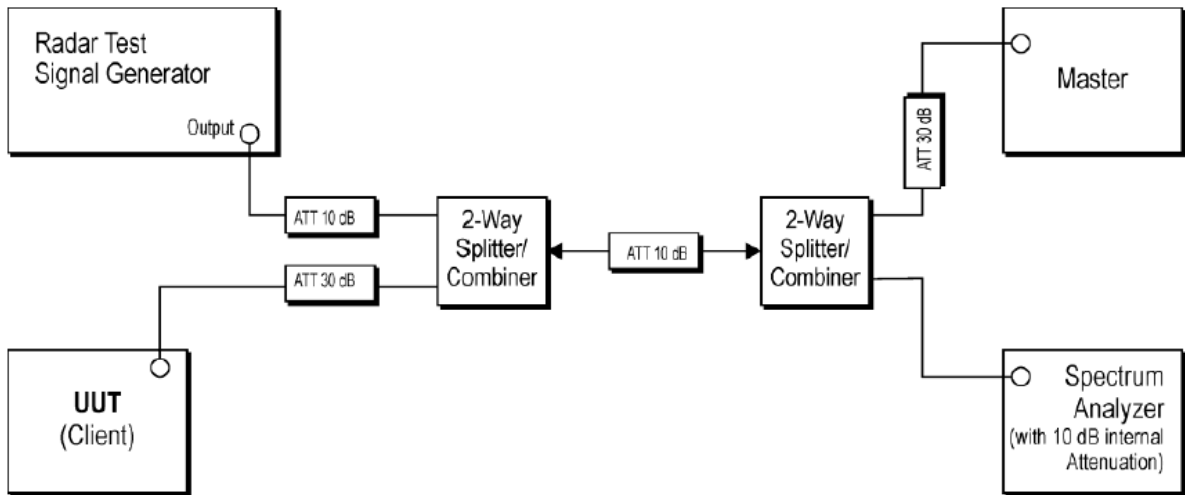 Radar Test
Signal Generator
Output
ATT 10 dB
ATT 30 dB
2-Way
Splitter/
Combiner
ATT 10 dB
2-Way
Splitter/
Combiner
ATT 30 dB
Master
UUT
(Client)
Spectrum
Analyzer
(with 10 dB internal
Attenuation)